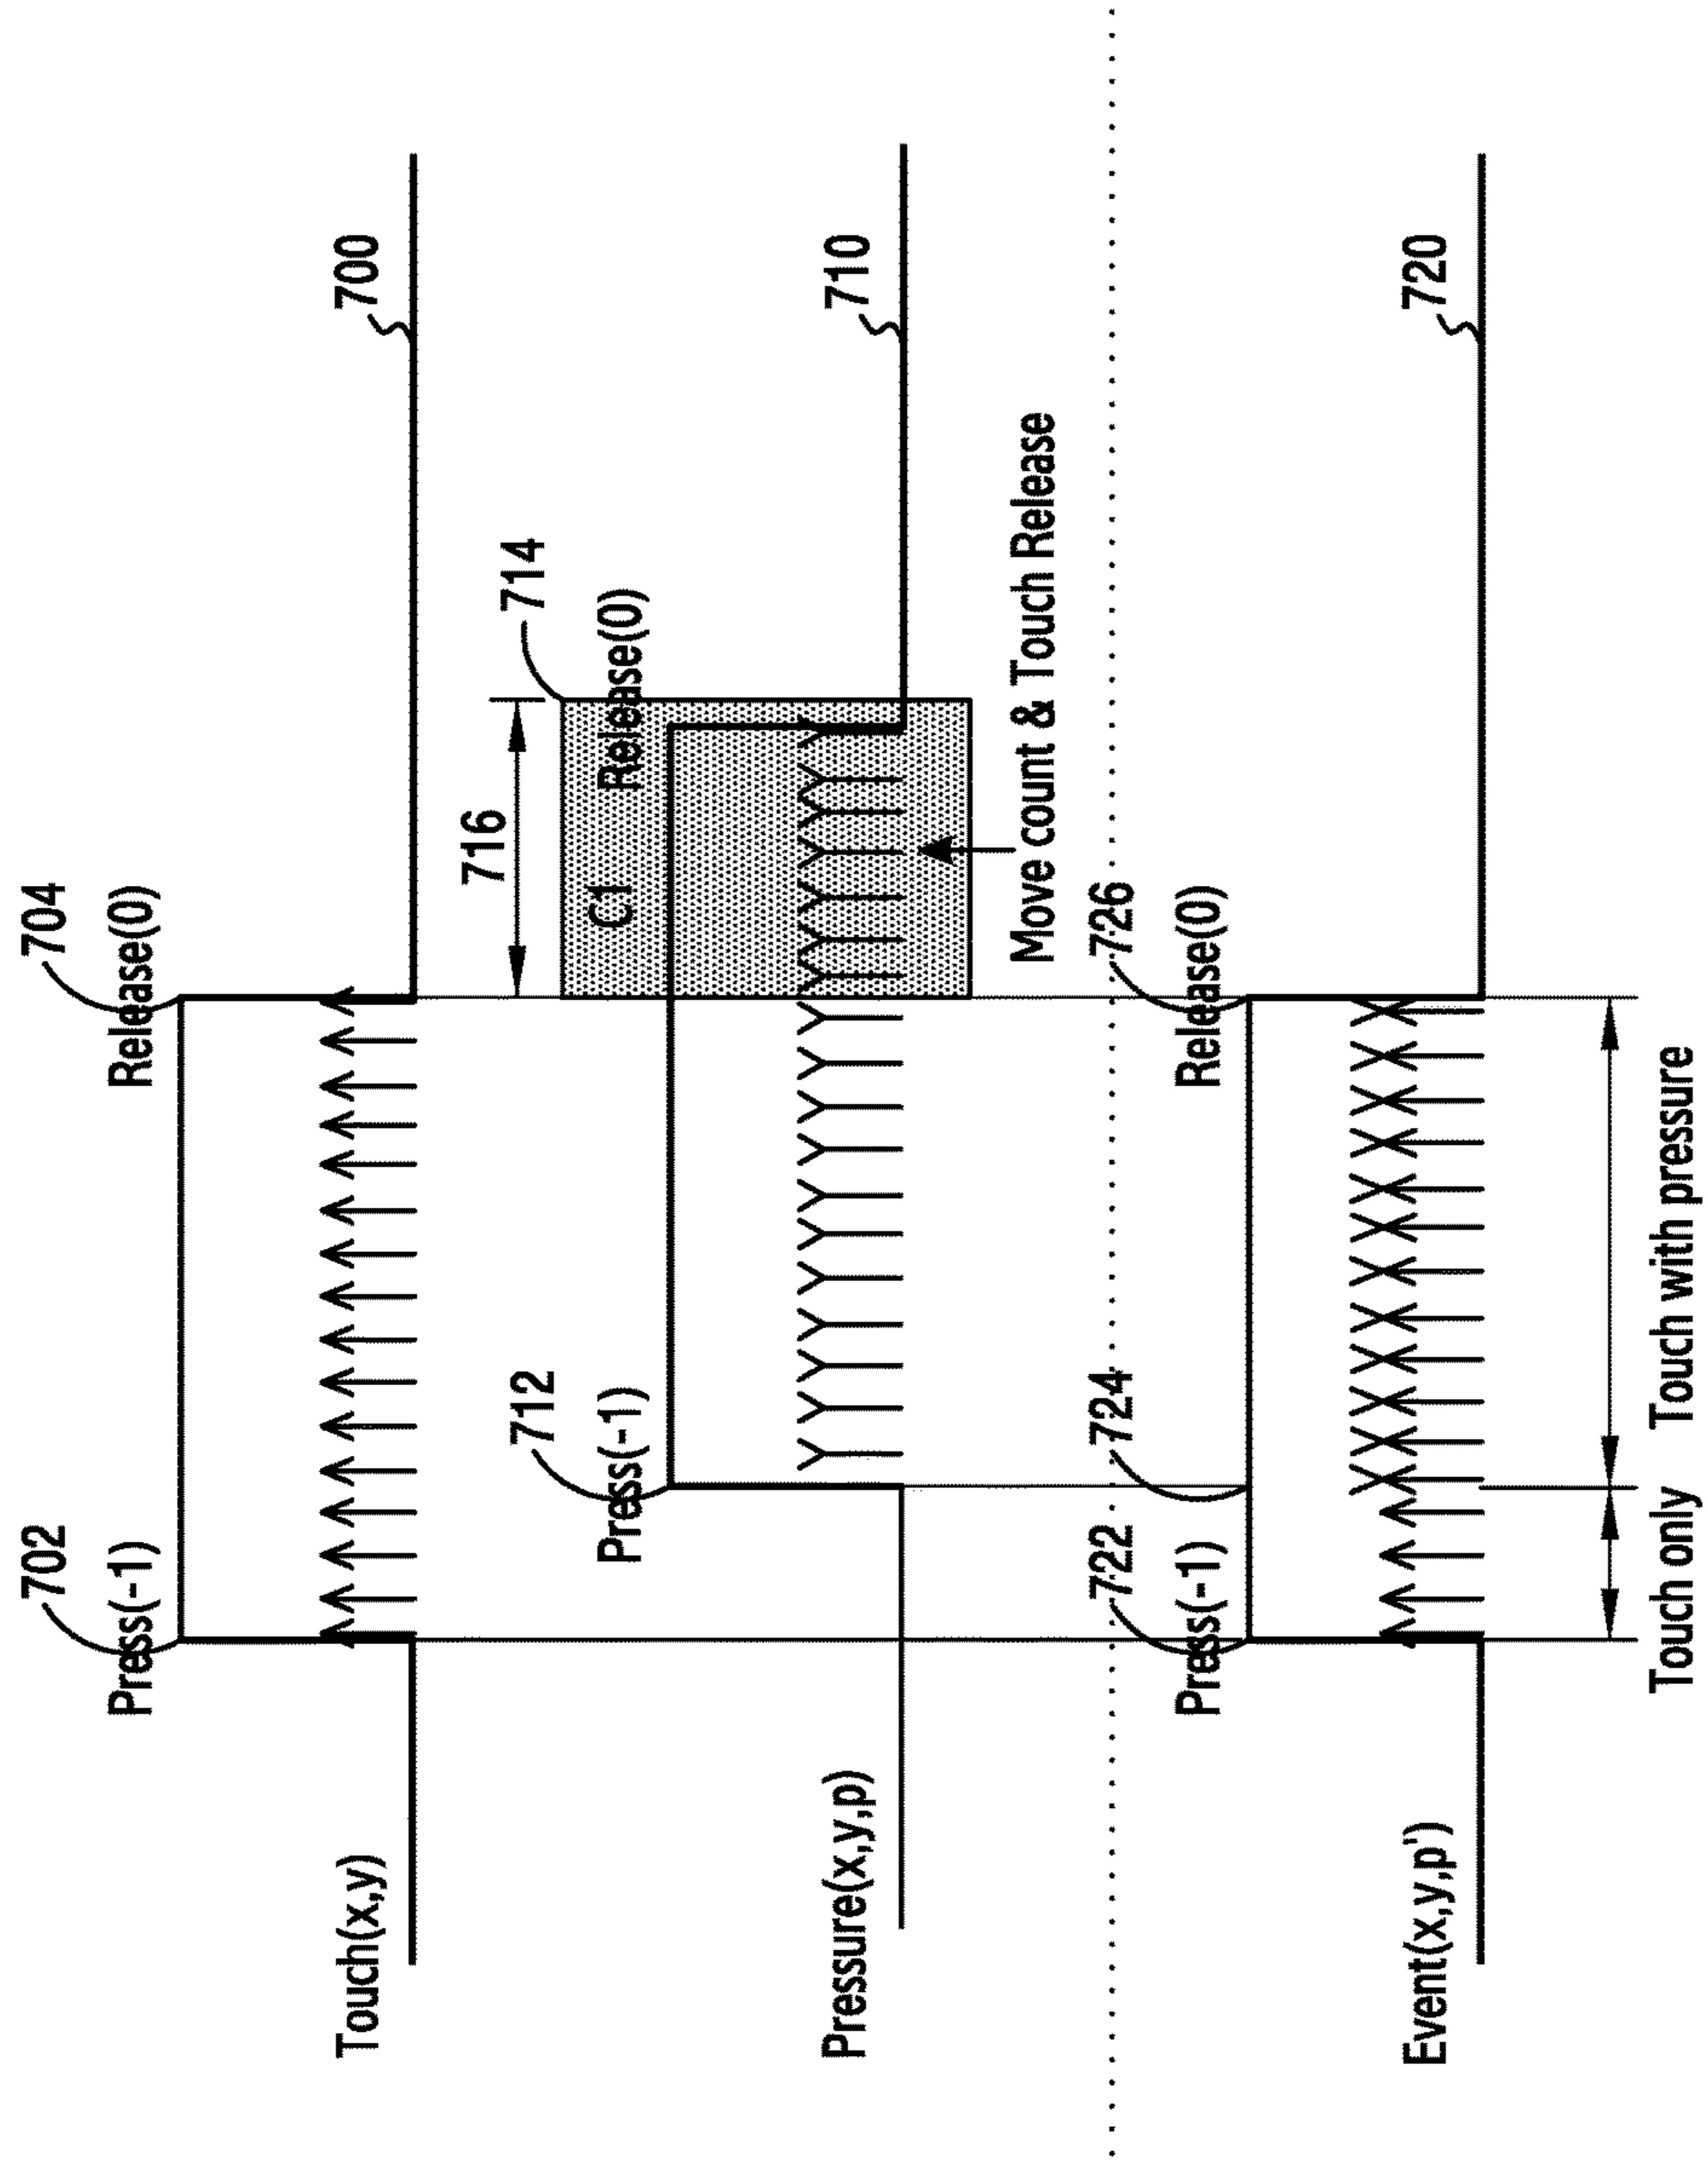 702
Press(-1)
704
Release(0)
Touch(x,y)
700
712
Press(-1)
716
714
C1
Release(0)
Pressure(x,y,p)
710
Move count & Touch Release
722
724
726
Press(-1)
Release(0)
Event(x,y,p')
720
Touch only
Touch with pressure